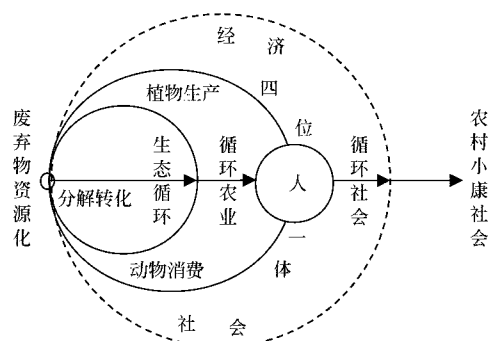 经济
植物生产
四位一体
废弃物资源化
分解转化
生态循环
循环农业
人
循环社会
农村小康社会
动物消费
社会